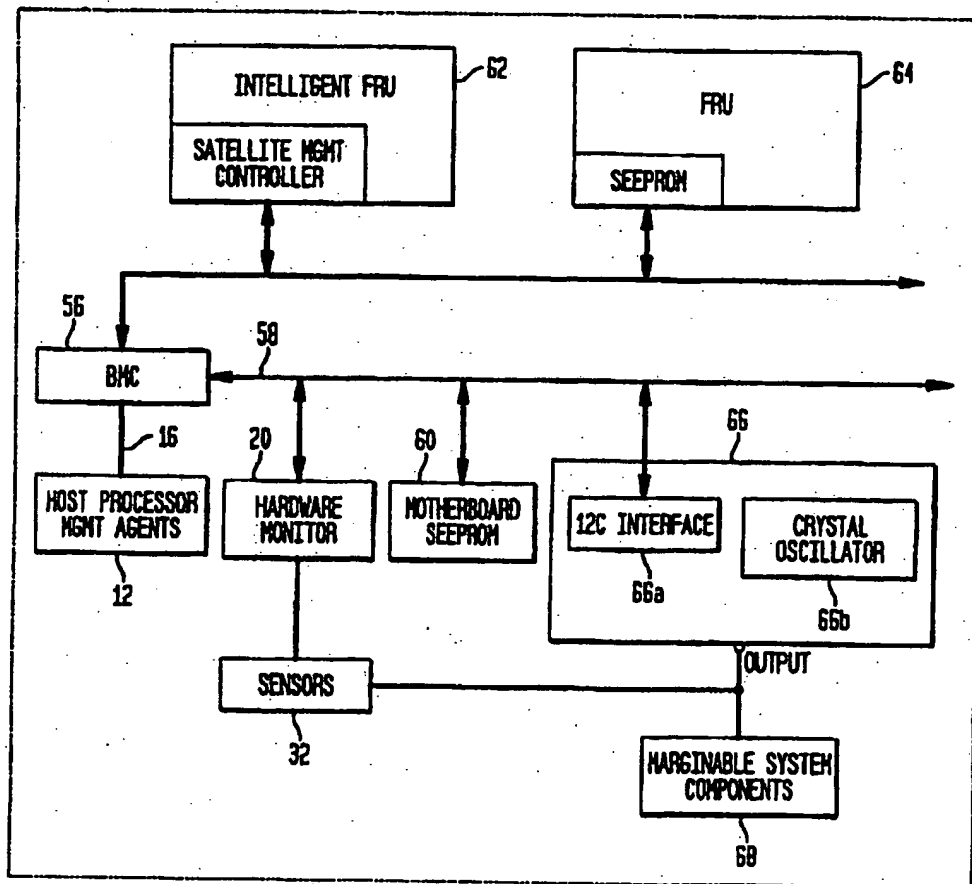 INTELLIGENT FRU
62
SATELLITE MGMT
CONTROLLER
FRU
64
SEEPROM
56
BMC
58
16
HOST PROCESSOR
MGMT AGENTS
12
20
HARDWARE
MONITOR
60
MOTHERBOARD
SEEPROM
66
12C INTERFACE
66a
CRYSTAL
OSCILLATOR
66b
OUTPUT
SENSORS
32
MARGINABLE SYSTEM
COMPONENTS
68